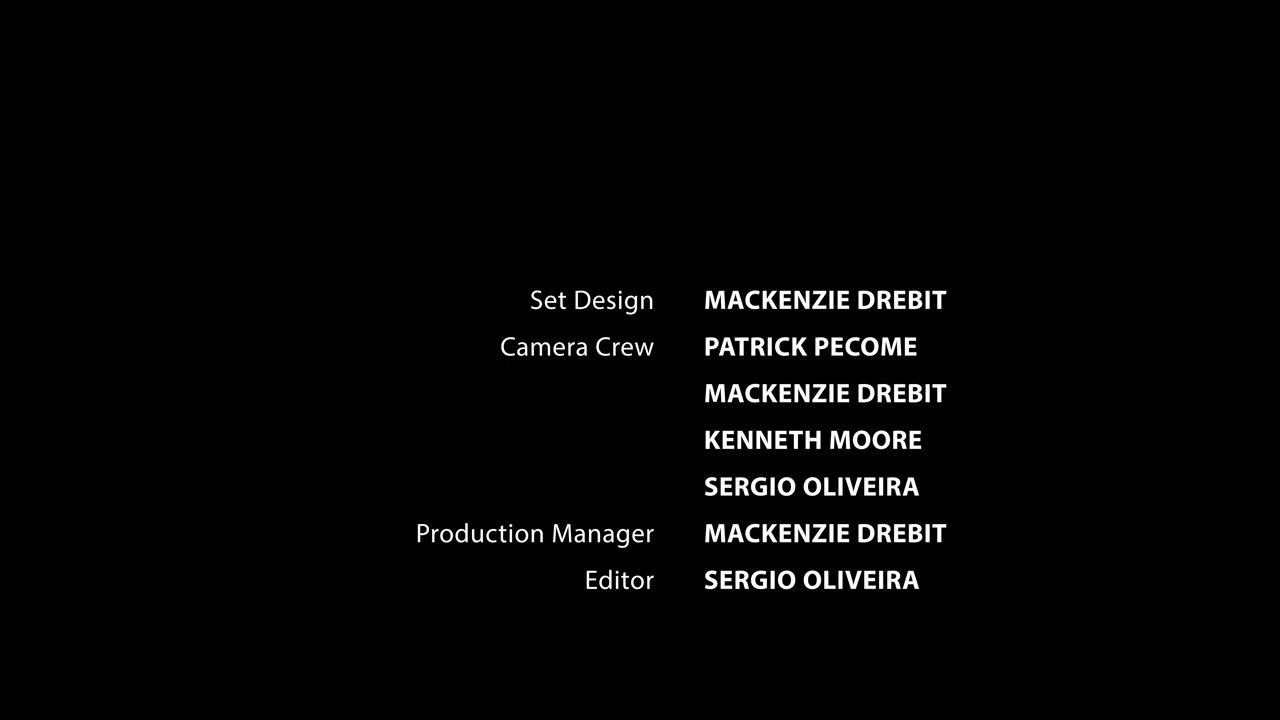 Set Design MACKENZIE DREBIT
Camera Crew PATRICK PECOME
MACKENZIE DREBIT
KENNETH MOORE
SERGIO OLIVEIRA
Production Manager MACKENZIE DREBIT
Editor SERGIO OLIVEIRA